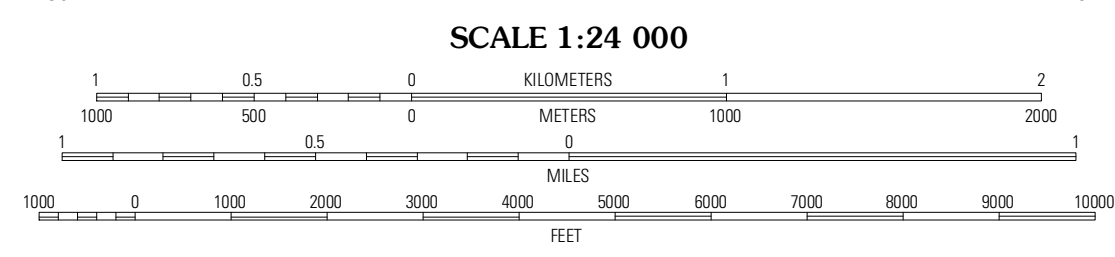 SCALE 1:24 000
1 0.5 0 KILOMETERS 1 2
1000 500 0 METERS 1000 2000
1 0.5 0 1
MILES
1000 0 1000 2000 3000 4000 5000 6000 7000 8000 9000 10000
FEET